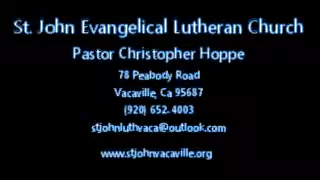 St. John Evangelical Lutheran Church
Pastor Christopher Hoppe
78 Peabody Road
Vacaville, Ca 95687
(920) 652-4003
stjohnluthvaca@outlook.com
www.stjohnvacaville.org